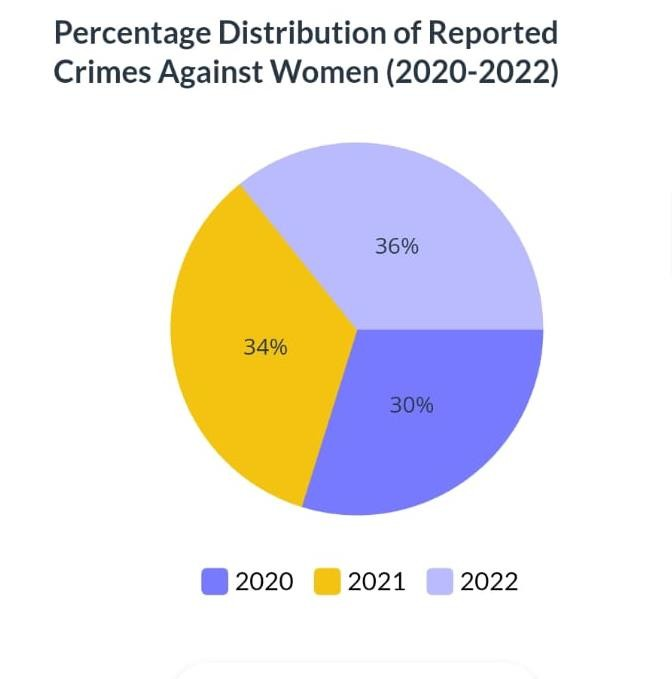 Percentage Distribution of Reported
Crimes Against Women (2020-2022)
36%
34%
30%
2020 2021 2022